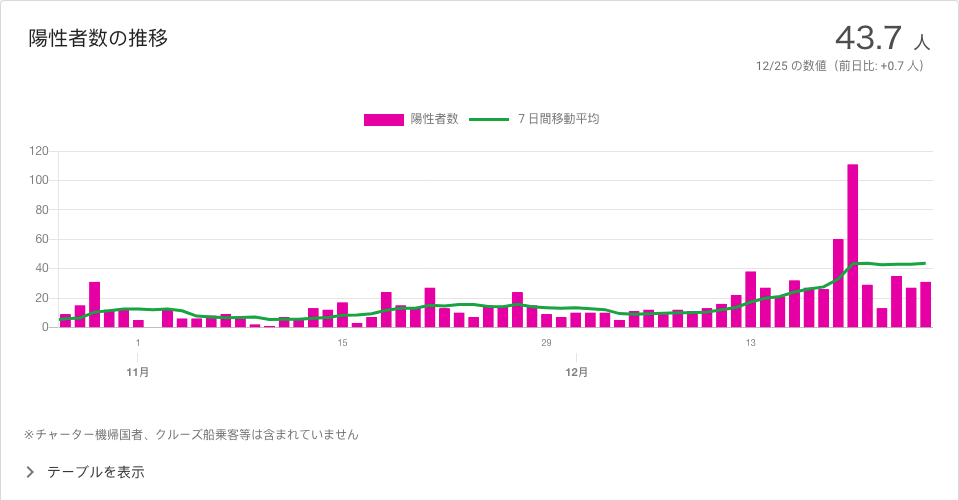 陽性者数の推移
43.7 人
12/25 の数値（前日比: +0.7 人）
陽性者数 7 日間移動平均
120
100
80
60
40
20
0
1 15 29 13
11月 12月
※チャーター機帰国者、クルーズ船乗客等は含まれていません
テーブルを表示